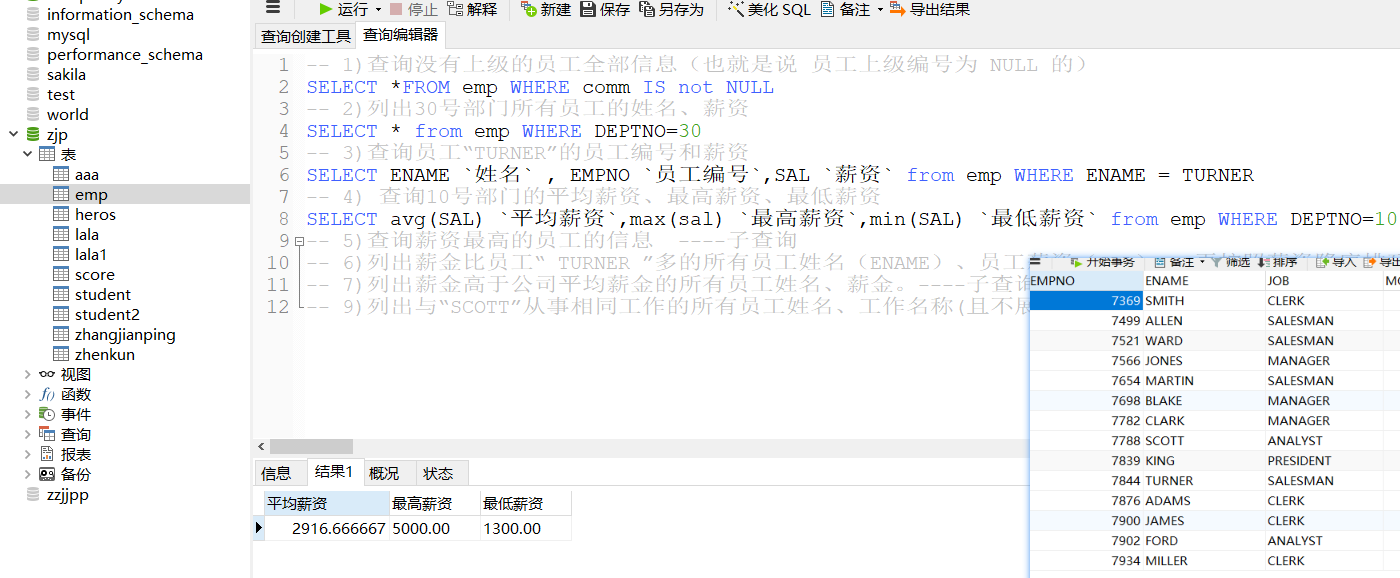 information_schema
mysql
performance_schema
sakila
test
world
zjp
表
aaa
emp
heros
lala
lala1
score
student
student2
zhangjianping
zhenkun
视图
函数
事件
查询
报表
备份
zzjjpp
运行 停止 解释 新建 保存 另存为 美化 SQL 备注 导出结果
查询创建工具 查询编辑器
1 -- 1)查询没有上级的员工全部信息（也就是说 员工上级编号为 NULL 的）
2 SELECT *FROM emp WHERE comm IS not NULL
3 -- 2)列出30号部门所有员工的姓名、薪资
4 SELECT * from emp WHERE DEPTNO=30
5 -- 3)查询员工“TURNER”的员工编号和薪资
6 SELECT ENAME `姓名` , EMPNO `员工编号`,SAL `薪资` from emp WHERE ENAME = TURNER
7 -- 4) 查询10号部门的平均薪资、最高薪资、最低薪资
8 SELECT avg(SAL) `平均薪资`,max(sal) `最高薪资`,min(SAL) `最低薪资` from emp WHERE DEPTNO=10
9 -- 5)查询薪资最高的员工的信息 ----子查询
10 -- 6)列出薪金比员工“ TURNER ”多的所有员工姓名（ENAME）、员工
11 -- 7)列出薪金高于公司平均薪金的所有员工姓名、薪金。----子查询
12 -- 9)列出与“SCOTT”从事相同工作的所有员工姓名、工作名称(且不展
开始事务 备注 筛选 排序 导入 导出
EMPNO ENAME JOB
7369 SMITH CLERK
7499 ALLEN SALESMAN
7521 WARD SALESMAN
7566 JONES MANAGER
7654 MARTIN SALESMAN
7698 BLAKE MANAGER
7782 CLARK MANAGER
7788 SCOTT ANALYST
7839 KING PRESIDENT
7844 TURNER SALESMAN
7876 ADAMS CLERK
7900 JAMES CLERK
7902 FORD ANALYST
7934 MILLER CLERK
信息 结果1 概况 状态
平均薪资 最高薪资 最低薪资
2916.666667 5000.00 1300.00